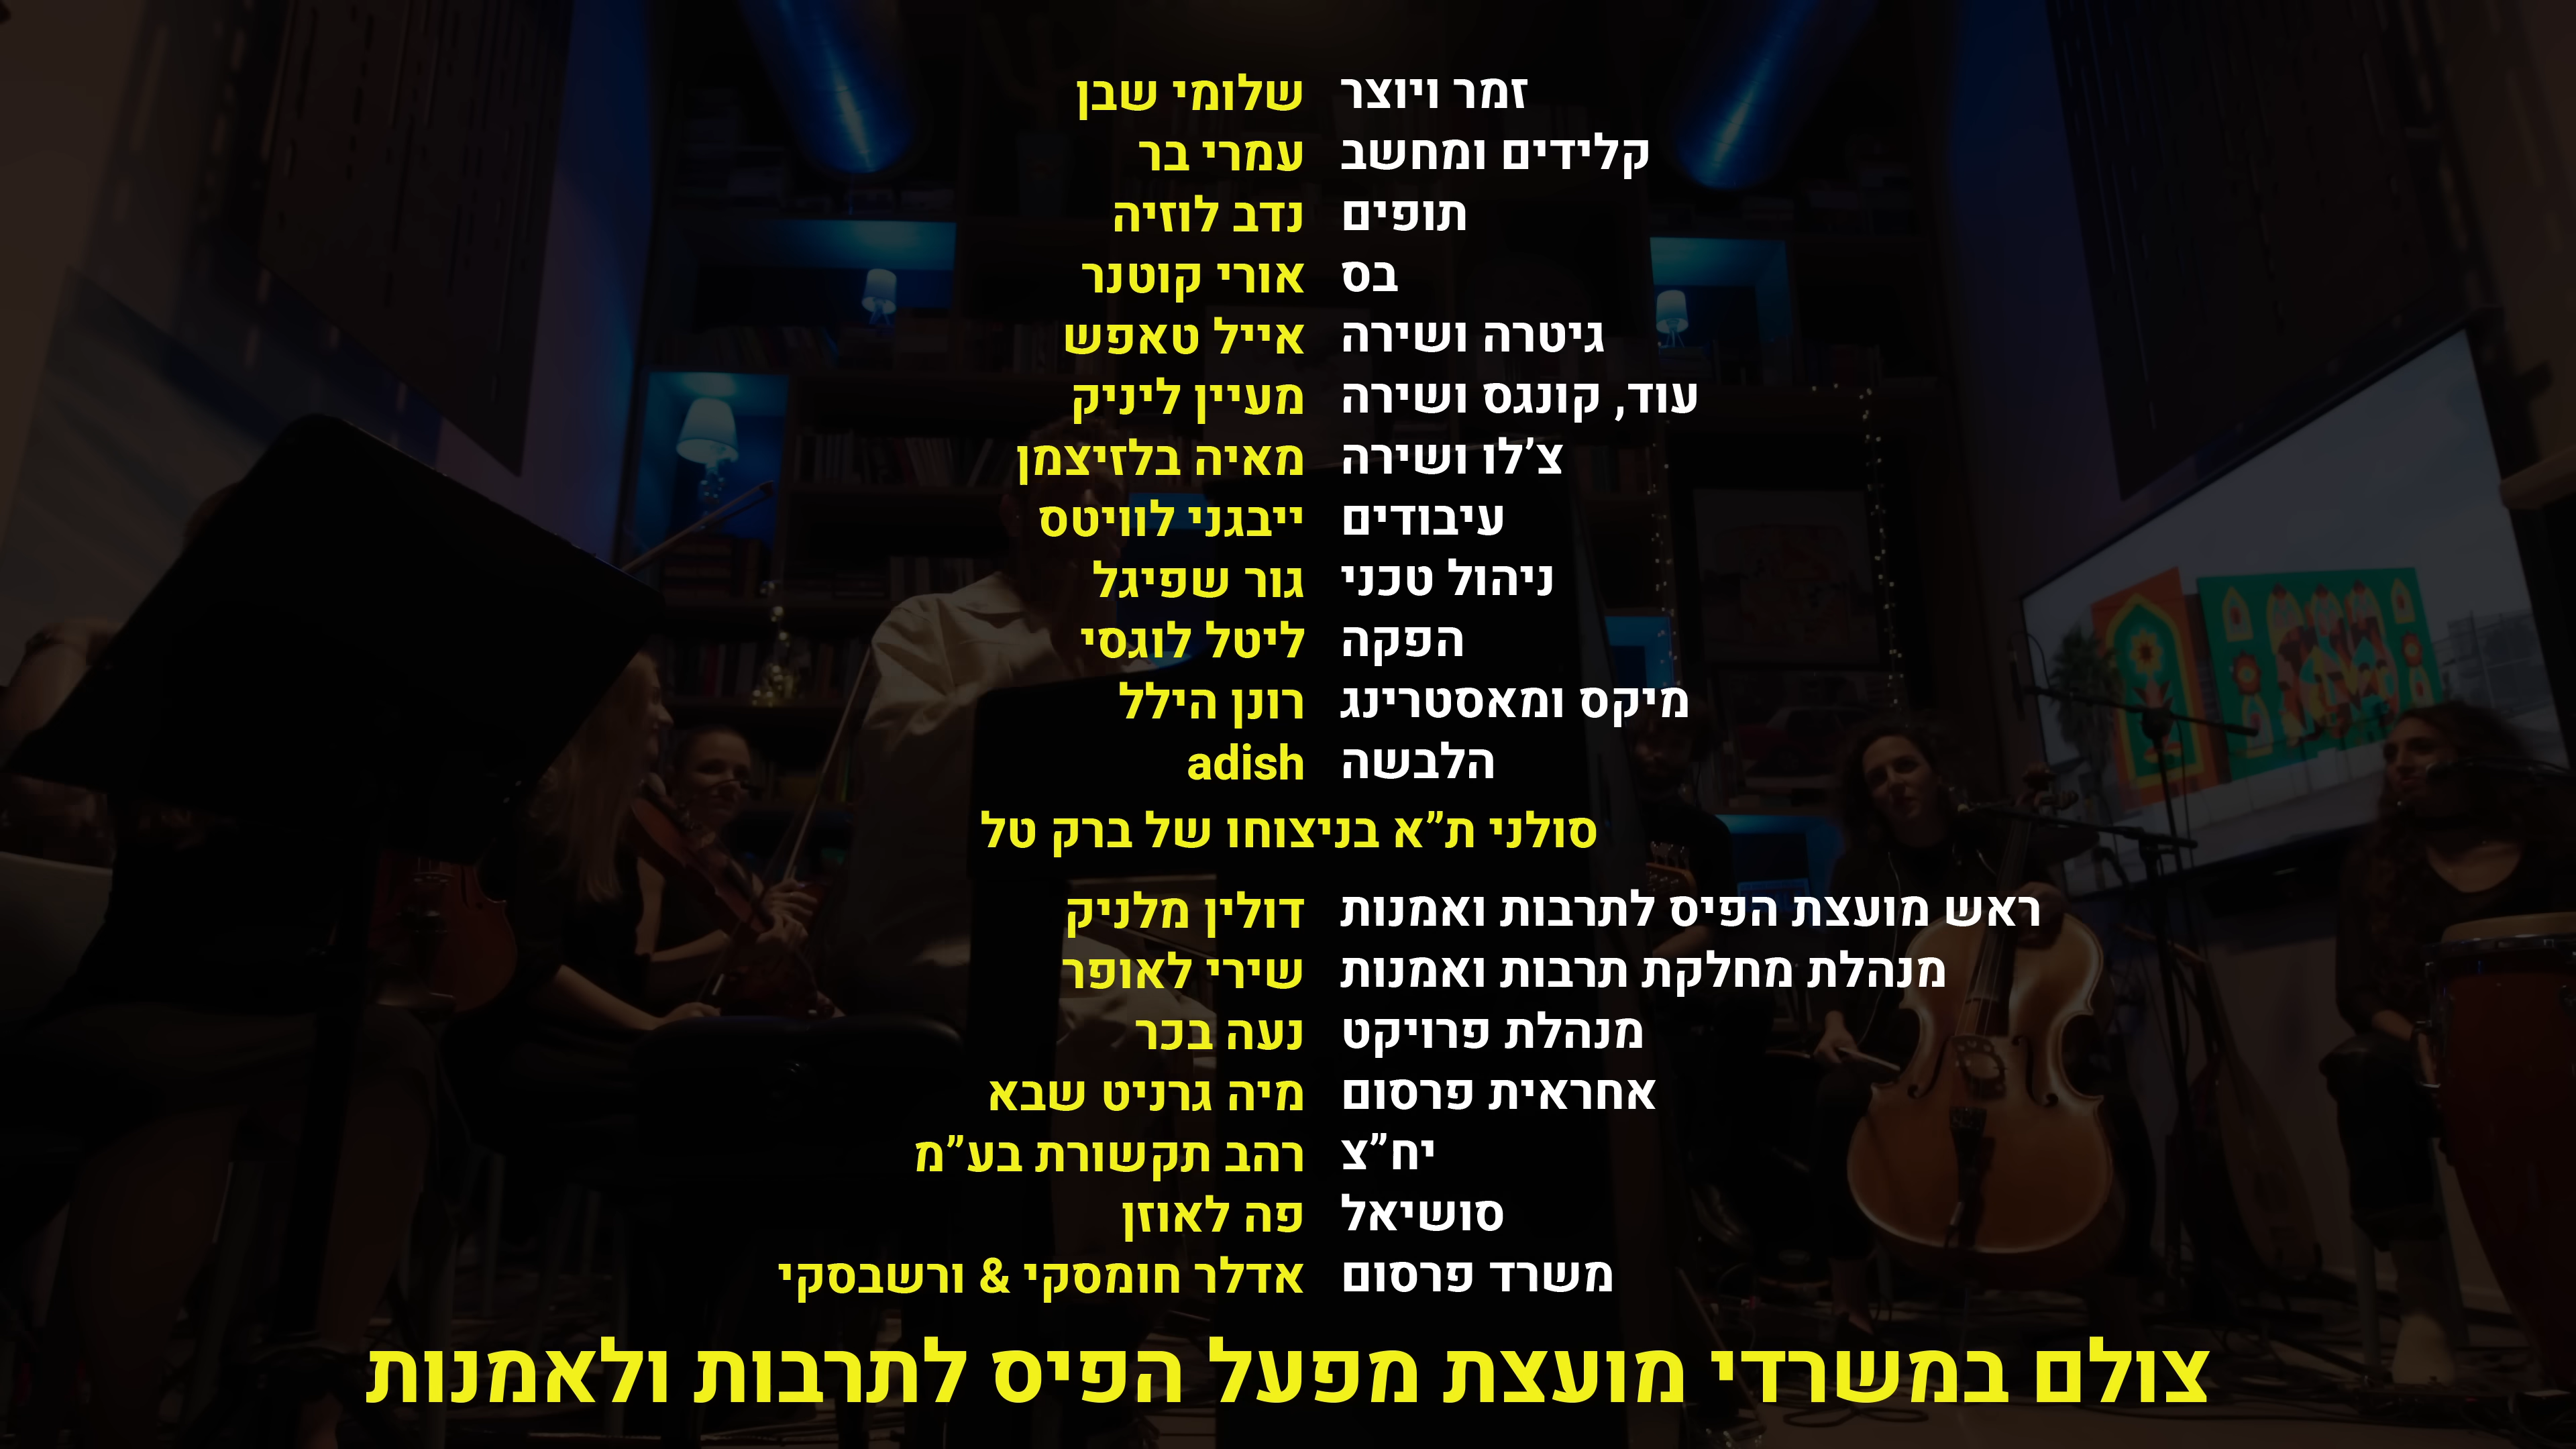 זמר ויוצר שלומי שבן
קלידים ומחשב עמרי בר
תופים נדב לוזיה
בס אורי קוטנר
גיטרה ושירה אייל טאפש
עוד, קונגס ושירה מעיין ליניק
צ’לו ושירה מאיה בלזיצמן
עיבודים ייבגני לוויטס
ניהול טכני גור שפיגל
הפקה ליטל לוגסי
מיקס ומאסטרינג רונן הילל
הלבשה adish
סולני ת”א בניצוחו של ברק טל
ראש מועצת הפיס לתרבות ואמנות דולין מלניק
מנהלת מחלקת תרבות ואמנות שירי לאופר
מנהלת פרויקט נעה בכר
אחראית פרסום מיה גרניט שבא
יח”צ רהב תקשורת בע”מ
סושיאל פה לאוזן
משרד פרסום אדלר חומסקי & ורשבסקי
צולם במשרדי מועצת מפעל הפיס לתרבות ולאמנות